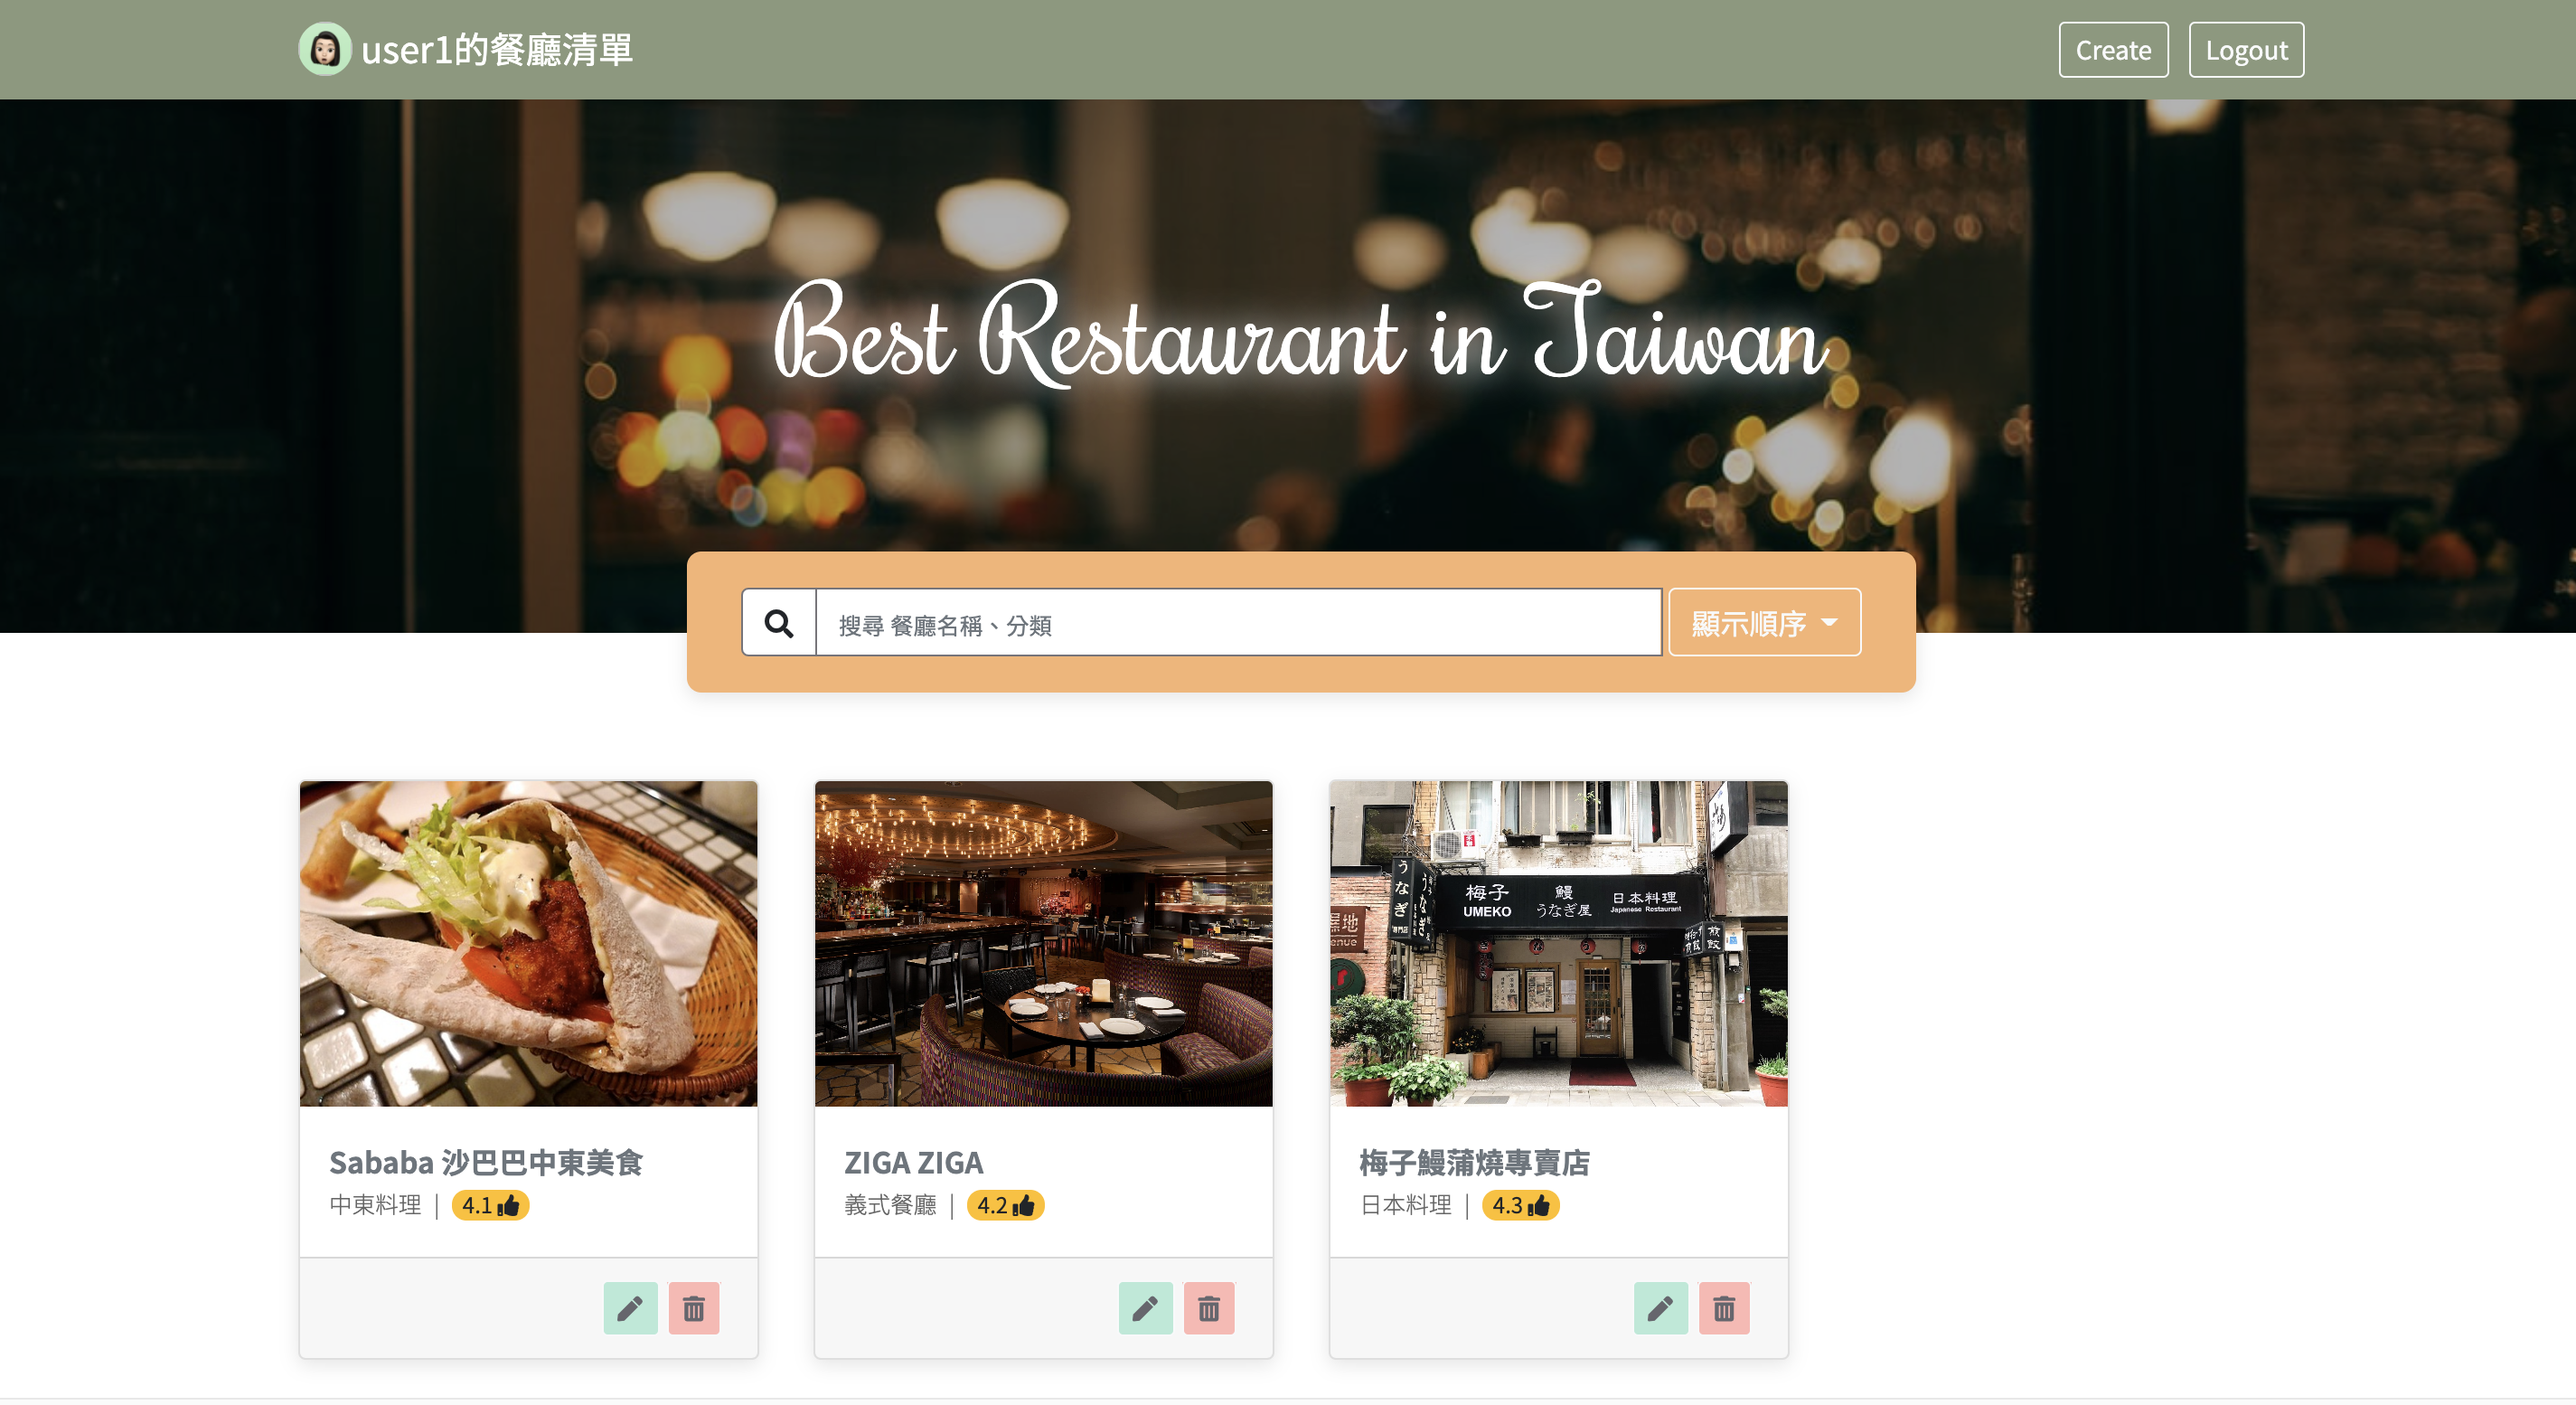 user1的餐廳清單
Create
Logout
Best Restaurant in Taiwan
搜尋 餐廳名稱、分類
顯示順序
うなぎ
梅子
UMEKO
鰻
うなぎ屋
日本料理
Japanese Restaurant
煎餃
enue
Sababa 沙巴巴中東美食
中東料理 | 4.1
ZIGA ZIGA
義式餐廳 | 4.2
梅子鰻蒲燒專賣店
日本料理 | 4.3